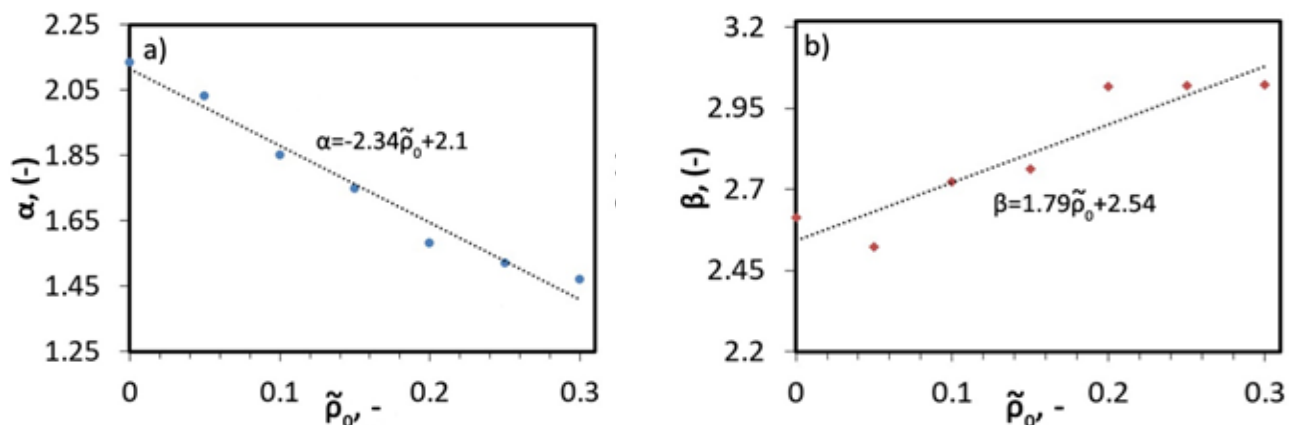 a)
2.25
2.05
1.85
1.65
1.45
1.25
α, (-)
α=-2.34ρ̃₀+2.1
0 0.1 0.2 0.3
ρ̃₀, -
b)
3.2
2.95
2.7
2.45
2.2
β, (-)
β=1.79ρ̃₀+2.54
0 0.1 0.2 0.3
ρ̃₀, -